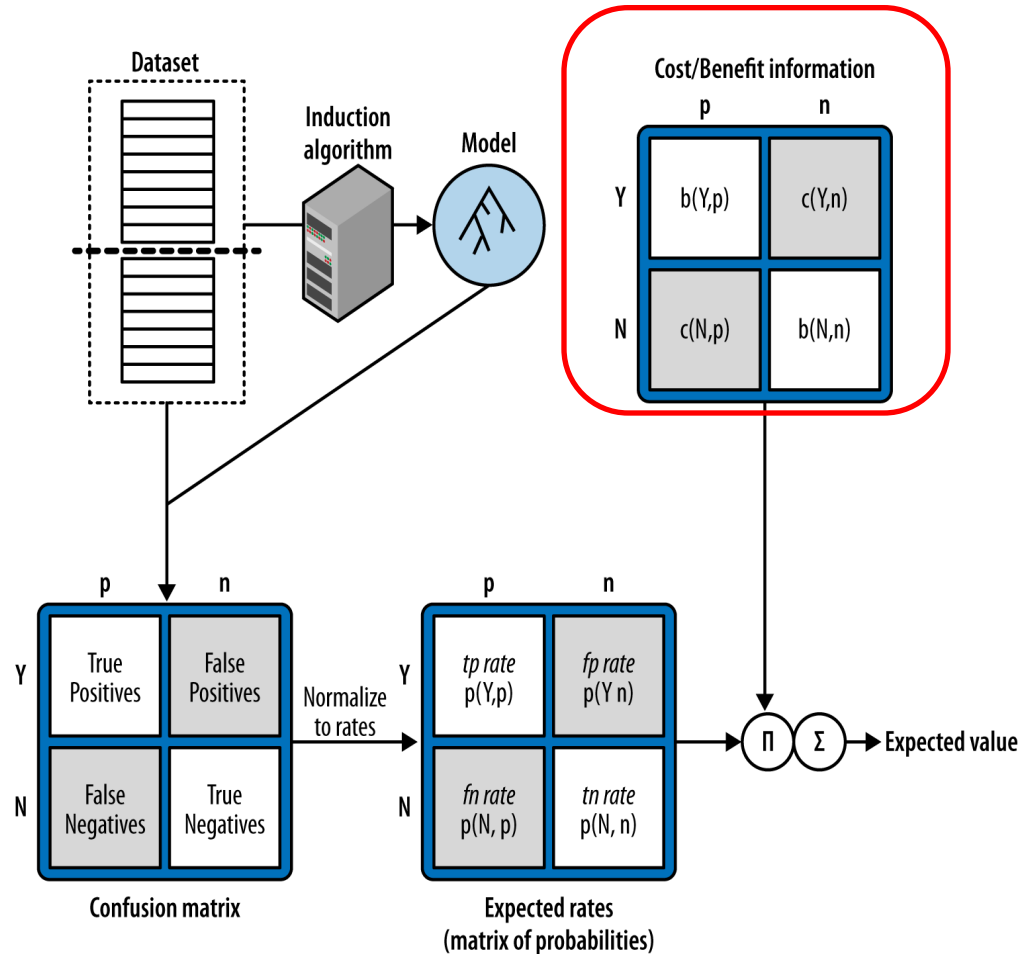 Dataset
Induction
algorithm
Model
Cost/Benefit information
p n
Y b(Y,p) c(Y,n)
N c(N,p) b(N,n)
p n
Y True
Positives
False
Positives
N False
Negatives
True
Negatives
Confusion matrix
Normalize
to rates
p n
Y tp rate
p(Y,p)
fp rate
p(Y n)
N fn rate
p(N, p)
tn rate
p(N, n)
Expected rates
(matrix of probabilities)
Π Σ
Expected value